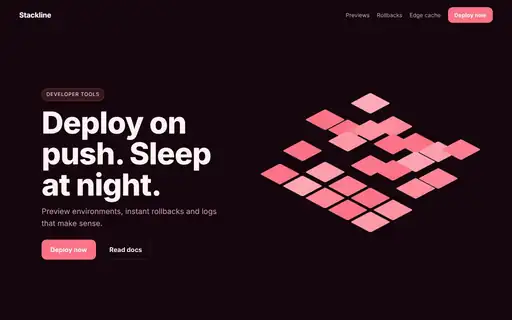 Stackline
Previews Rollbacks Edge cache Deploy now
DEVELOPER TOOLS
Deploy on
push. Sleep
at night.
Preview environments, instant rollbacks and logs
that make sense.
Deploy now Read docs